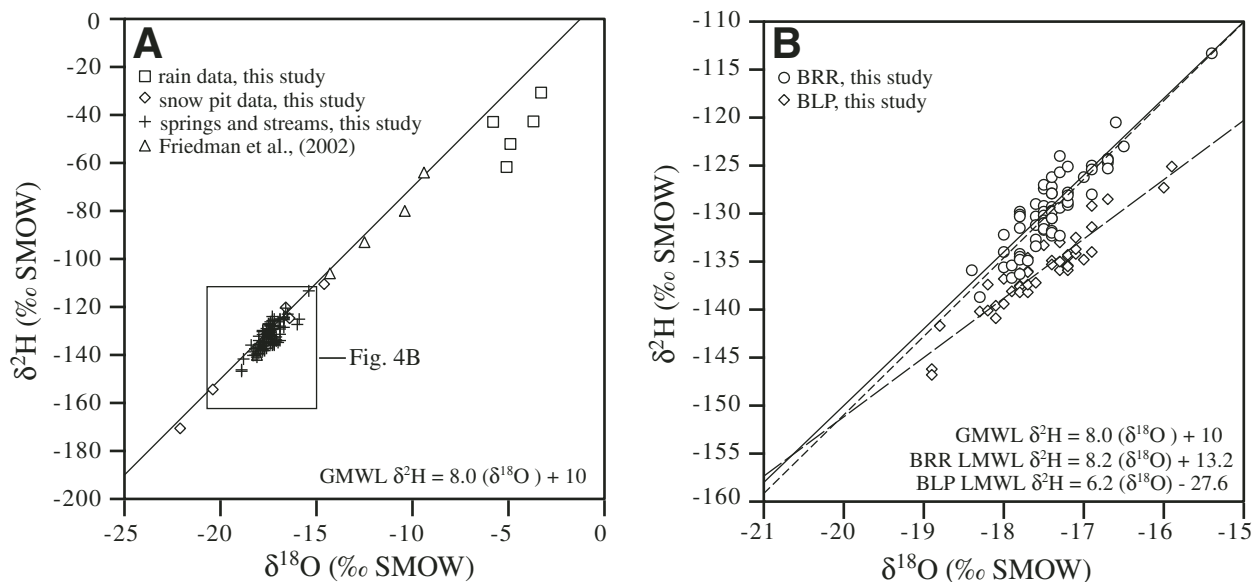 A
rain data, this study
snow pit data, this study
springs and streams, this study
Friedman et al., (2002)
Fig. 4B
GMWL δ²H = 8.0 (δ¹⁸O ) + 10
0
-20
-40
-60
-80
-100
-120
-140
-160
-180
-200
δ²H (‰ SMOW)
-25
-20
-15
-10
-5
0
δ¹⁸O (‰ SMOW)
B
BRR, this study
BLP, this study
GMWL δ²H = 8.0 (δ¹⁸O ) + 10
BRR LMWL δ²H = 8.2 (δ¹⁸O) + 13.2
BLP LMWL δ²H = 6.2 (δ¹⁸O) - 27.6
-110
-115
-120
-125
-130
-135
-140
-145
-150
-155
-160
δ²H (‰ SMOW)
-21
-20
-19
-18
-17
-16
-15
δ¹⁸O (‰ SMOW)